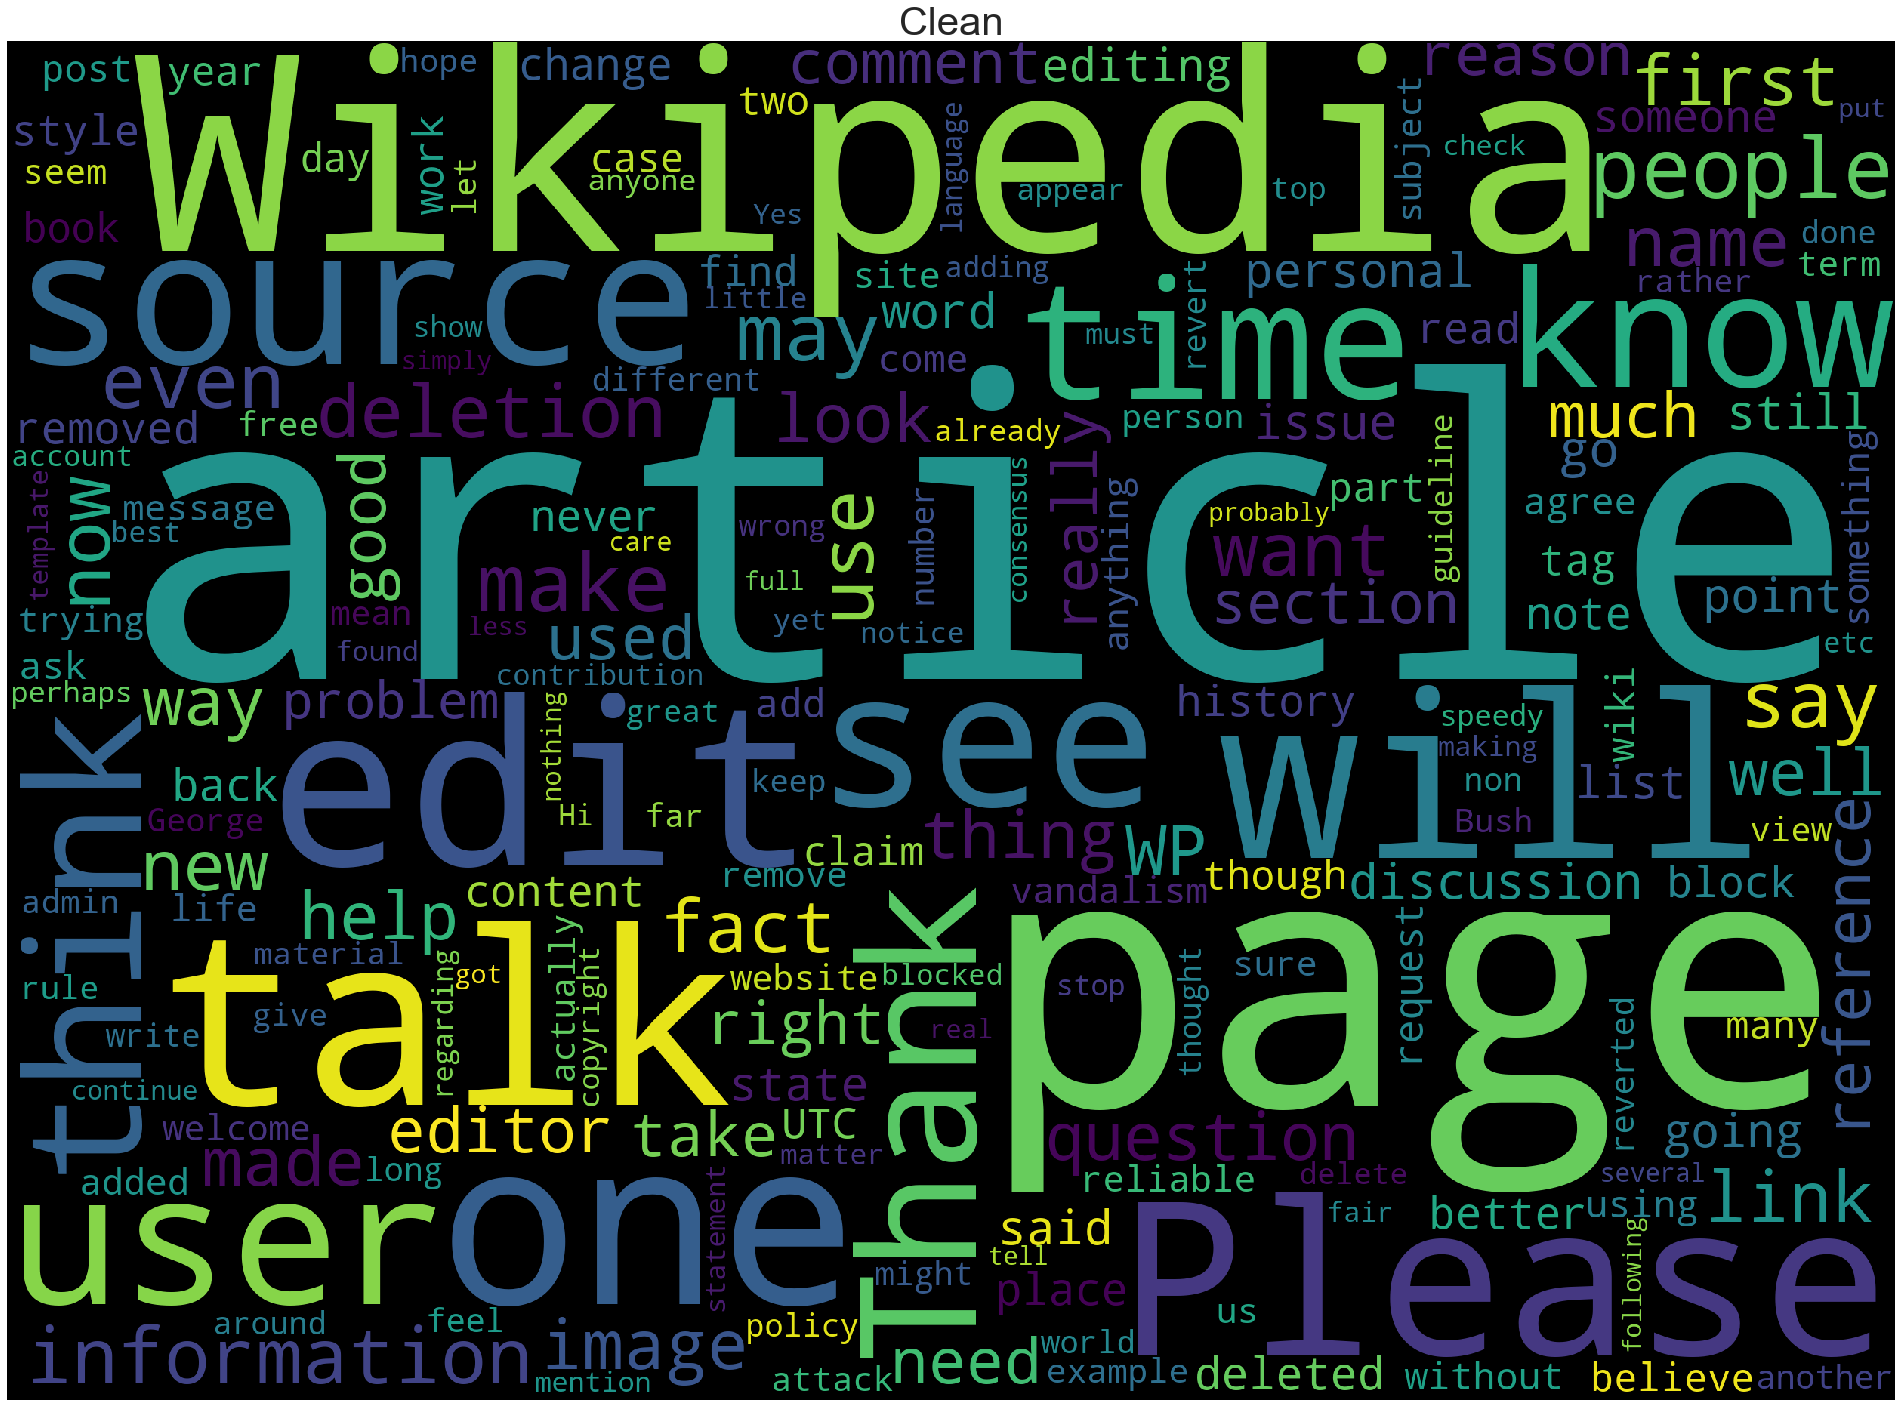 Clean
post
year
Wikipedia
hope
change
two
comment
editing
reason
first
put
style
seem
book
day
work
let
case
anyone
Yes
language
appear
top
subject
check
someone
people
name
done
term
rather
source
find
little
show
simply
site
adding
word
may
come
time
must
revert
personal
read
know
even
different
removed
free
deletion
look
already
person
issue
much
still
account
template
now
message
best
good
article
never
care
wrong
full
use
number
consensus
really
anything
probably
part
want
guideline
go
agree
tag
note
point
something
etc
trying
ask
mean
less
make
found
used
contribution
yet
notice
section
perhaps
way
problem
think
edit
nothing
great
add
see
history
will
speedy
making
non
wiki
list
say
well
back
George
Hi
far
keep
claim
thing
WP
Bush
view
new
admin
life
help
content
remove
fact
vandalism
though
discussion
block
reference
material
rule
write
give
continue
talk
got
regarding
actually
copyright
website
right
blocked
real
Thank
stop
page
thought
sure
request
reverted
many
welcome
made
added
long
editor
state
take
UTC
matter
question
reliable
delete
going
several
using
link
better
user
one
statement
might
said
tell
place
Please
fair
us
following
around
feel
policy
world
information
image
mention
attack
need
example
deleted
without
believe
another